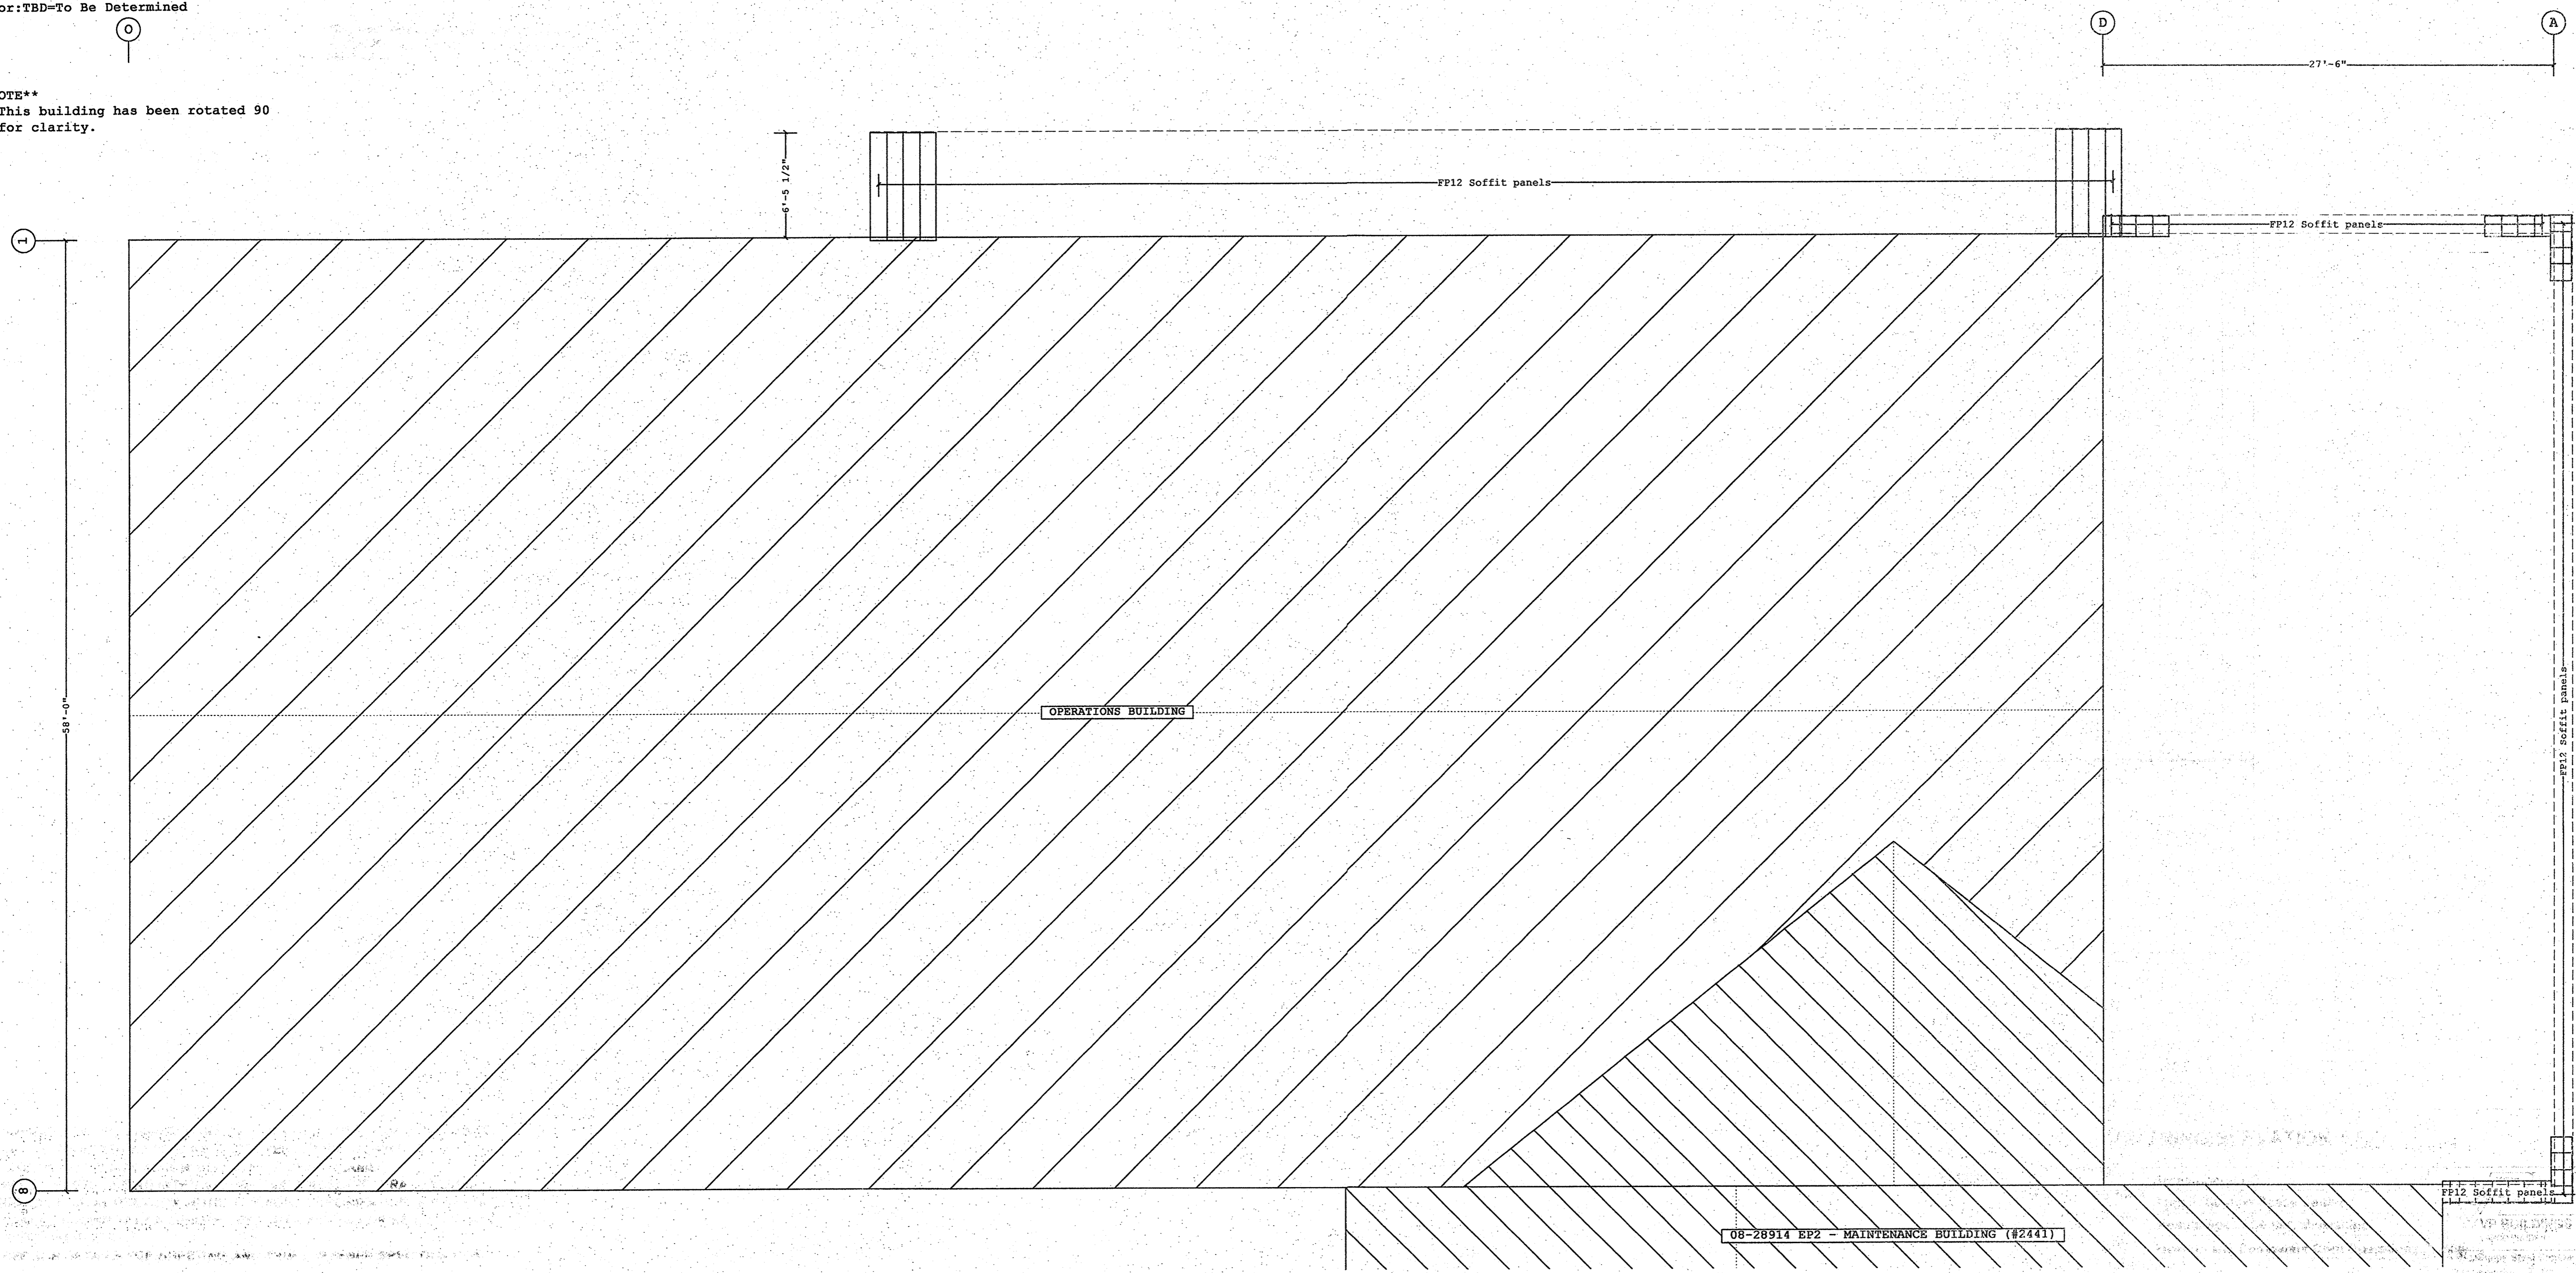 or:TBD=To Be Determined
O
D
A
27'-6"
OTE**
This building has been rotated 90
for clarity.
6'-5 1/2"
FP12 Soffit panels
1
FP12 Soffit panels
58'-0"
FP12 Soffit panels
OPERATIONS BUILDING
8
FP12 Soffit panels
08-28914 EP2 - MAINTENANCE BUILDING (#2441)